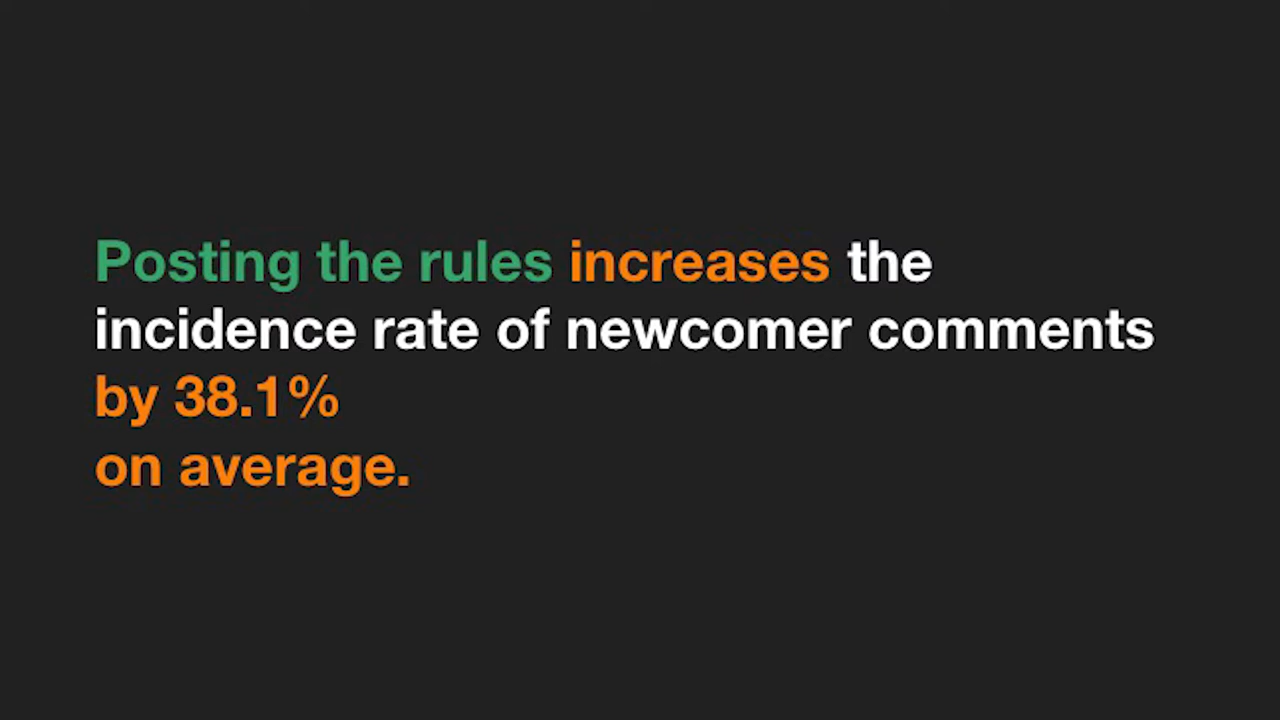 Posting the rules increases the
incidence rate of newcomer comments
by 38.1%
on average.